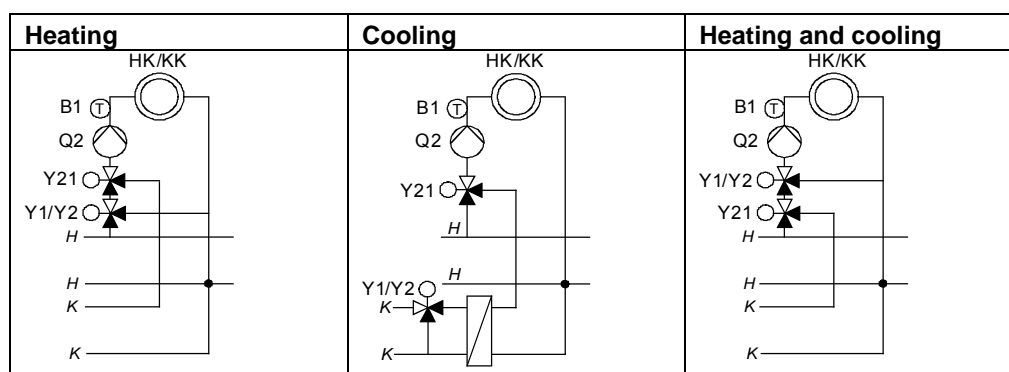 Heating
HK/KK
B1 T
Q2
Y21
Y1/Y2
H
H
K
K
Cooling
HK/KK
B1 T
Q2
Y21
H
H
Y1/Y2
K
K
Heating and cooling
HK/KK
B1 T
Q2
Y1/Y2
Y21
H
H
K
K